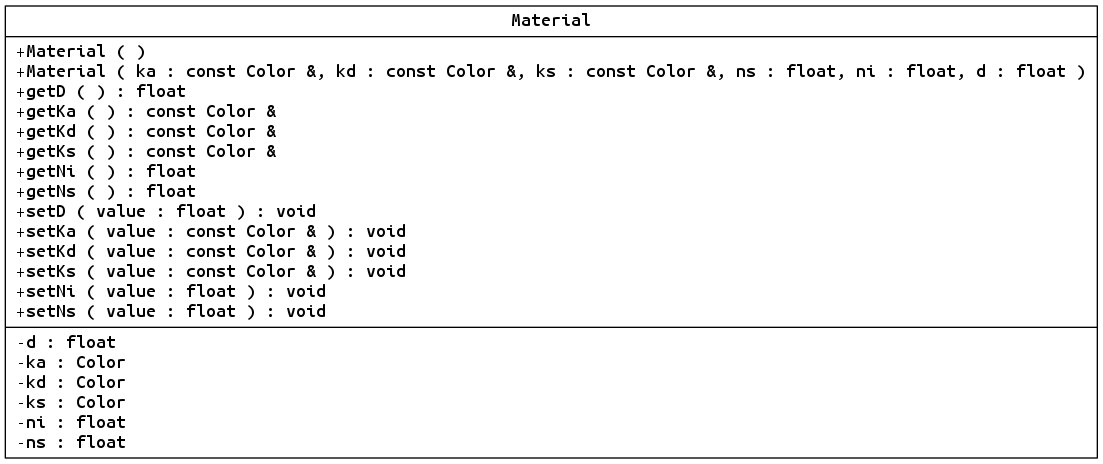 Material
+Material ( )
+Material ( ka : const Color &, kd : const Color &, ks : const Color &, ns : float, ni : float, d : float )
+getD ( ) : float
+getKa ( ) : const Color &
+getKd ( ) : const Color &
+getKs ( ) : const Color &
+getNi ( ) : float
+getNs ( ) : float
+setD ( value : float ) : void
+setKa ( value : const Color & ) : void
+setKd ( value : const Color & ) : void
+setKs ( value : const Color & ) : void
+setNi ( value : float ) : void
+setNs ( value : float ) : void
-d : float
-ka : Color
-kd : Color
-ks : Color
-ni : float
-ns : float